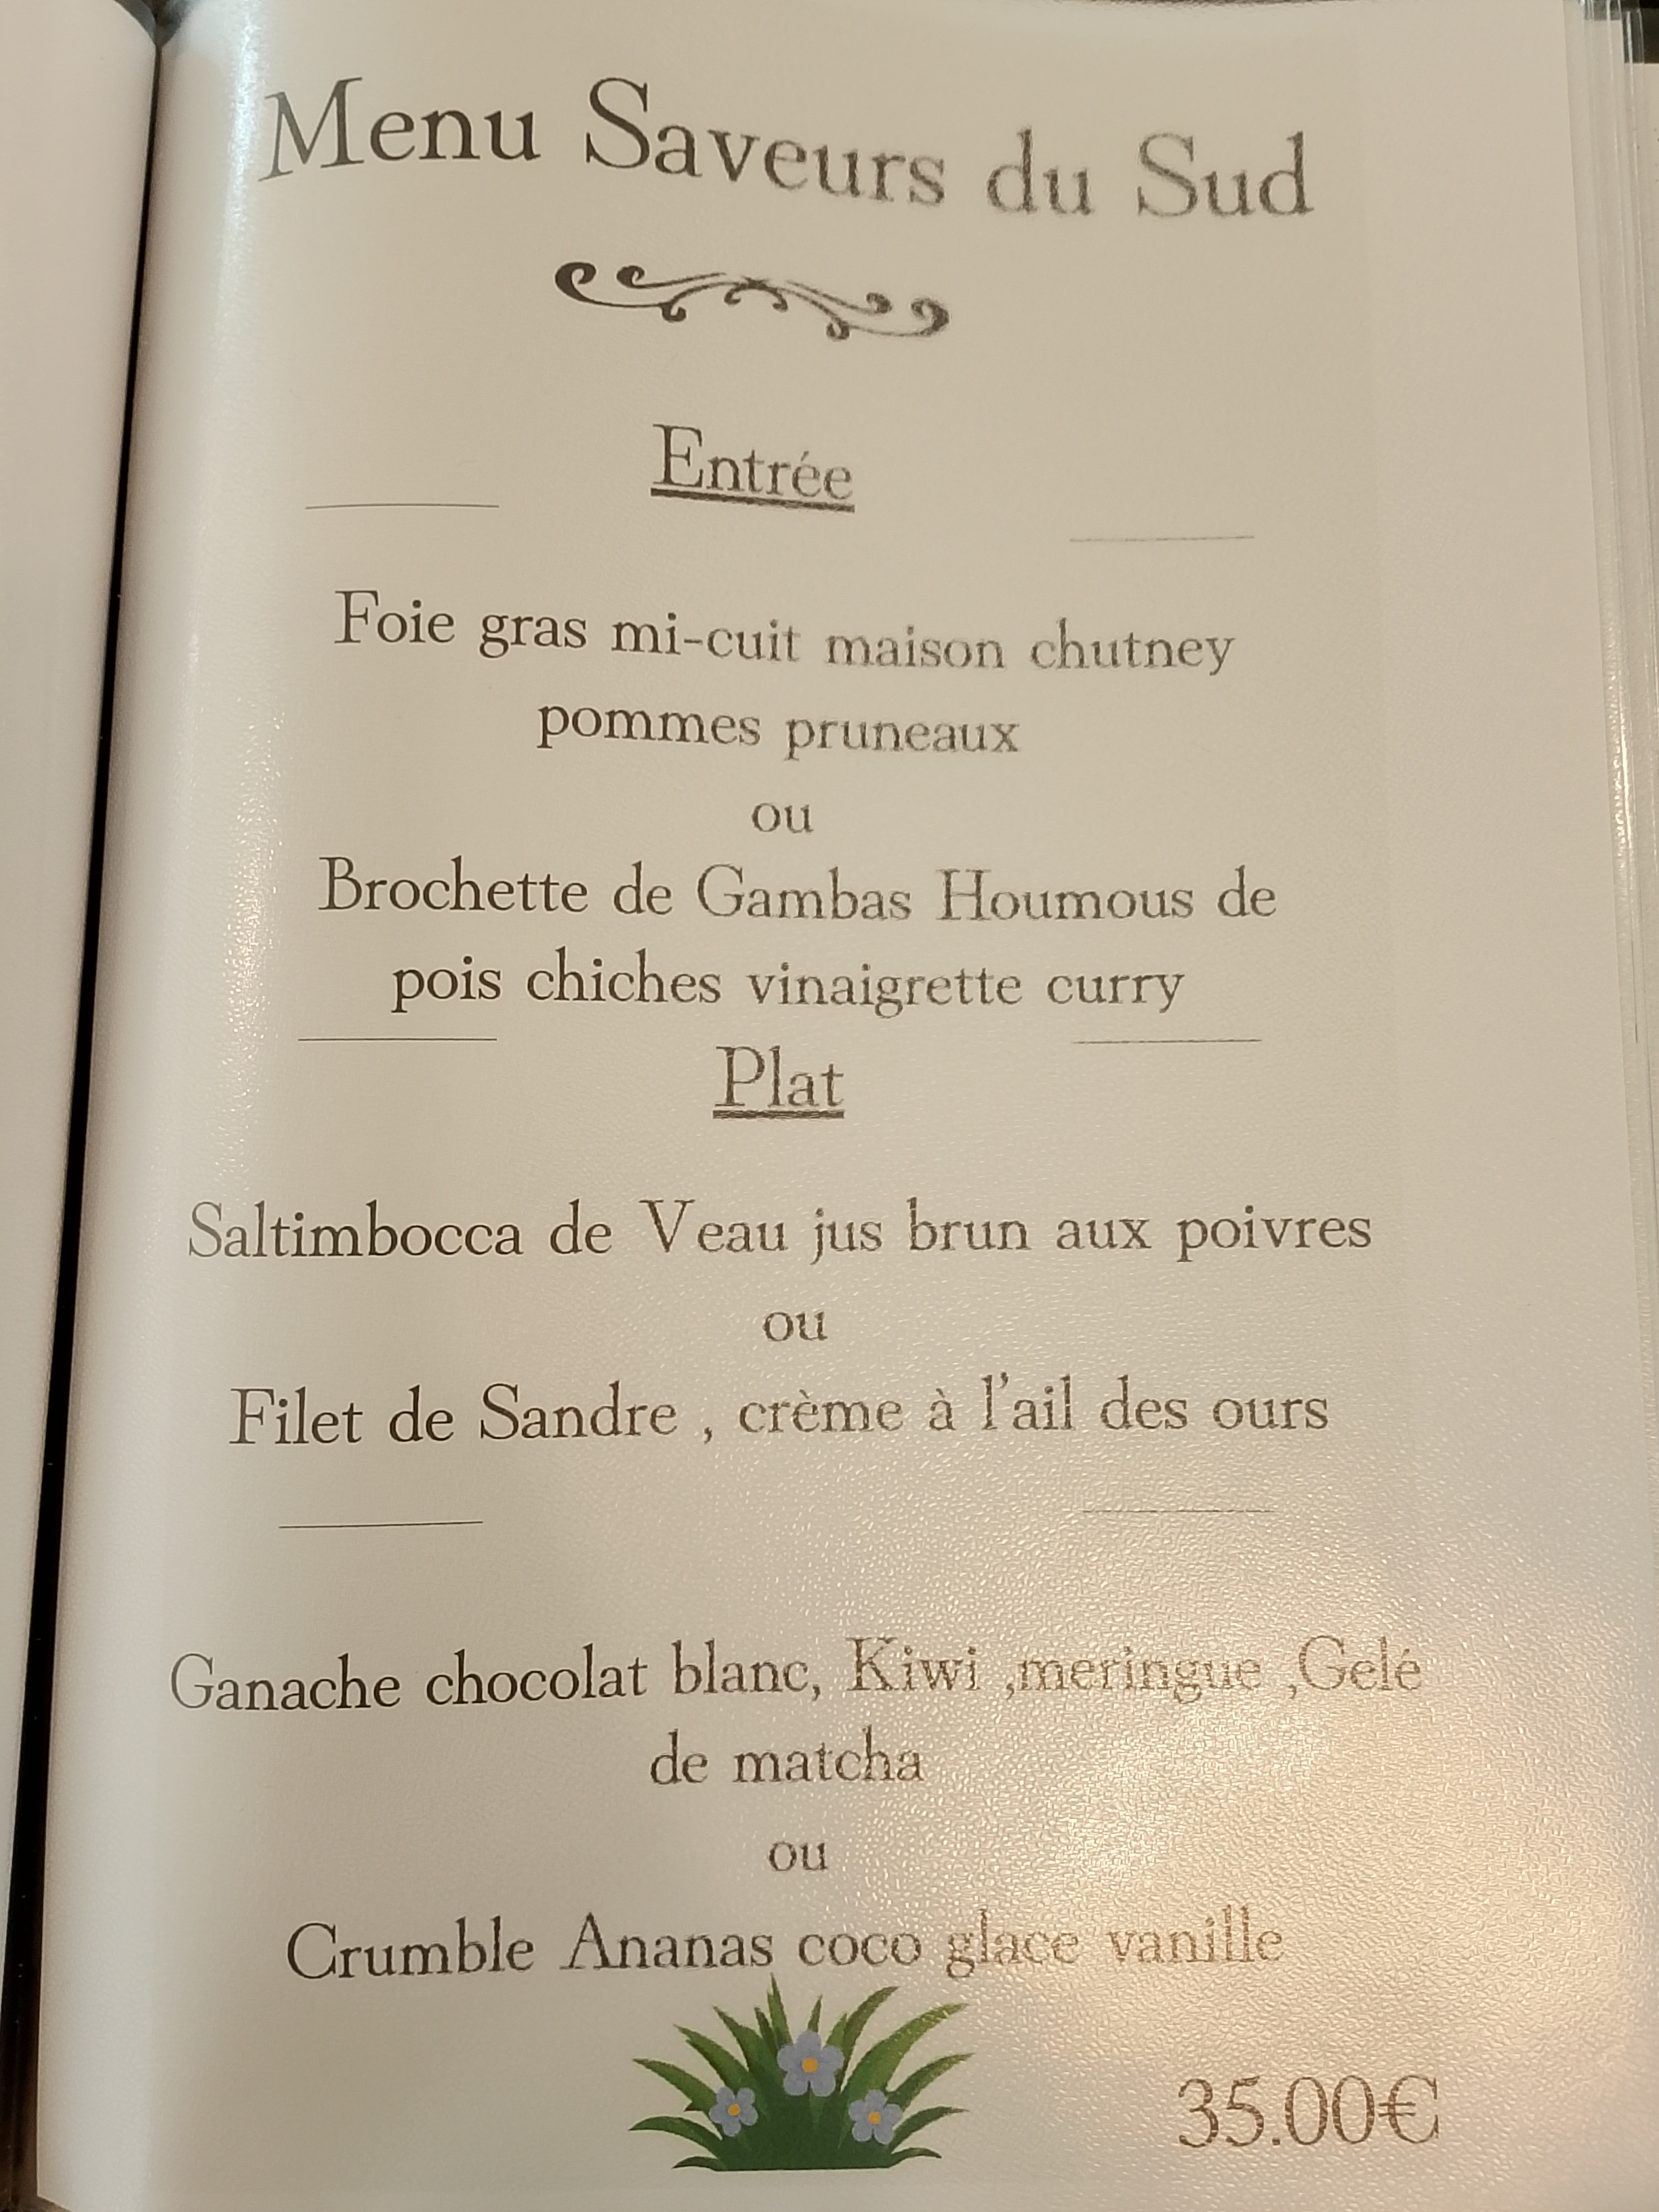 Menu Saveurs du Sud
Entrée
Foie gras mi-cuit maison chutney
pommes pruneaux
ou
Brochette de Gambas Houmous de
pois chiches vinaigrette curry
Plat
Saltimbocca de Veau jus brun aux poivres
ou
Filet de Sandre , crème à l'ail des ours
Ganache chocolat blanc, Kiwi ,meringue ,Gelé
de matcha
ou
Crumble Ananas coco glace vanille
35.00€